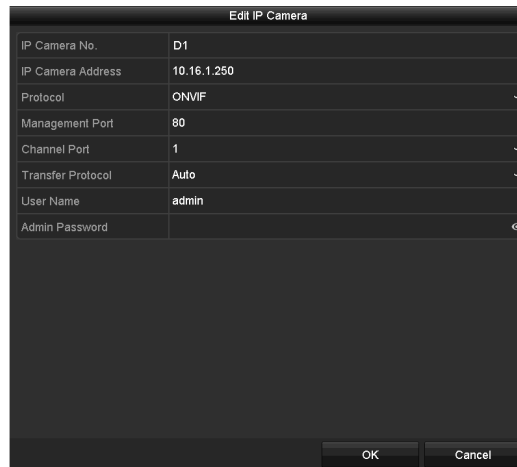 Edit IP Camera
IP Camera No. D1
IP Camera Address 10.16.1.250
Protocol ONVIF
Management Port 80
Channel Port 1
Transfer Protocol Auto
User Name admin
Admin Password
OK Cancel